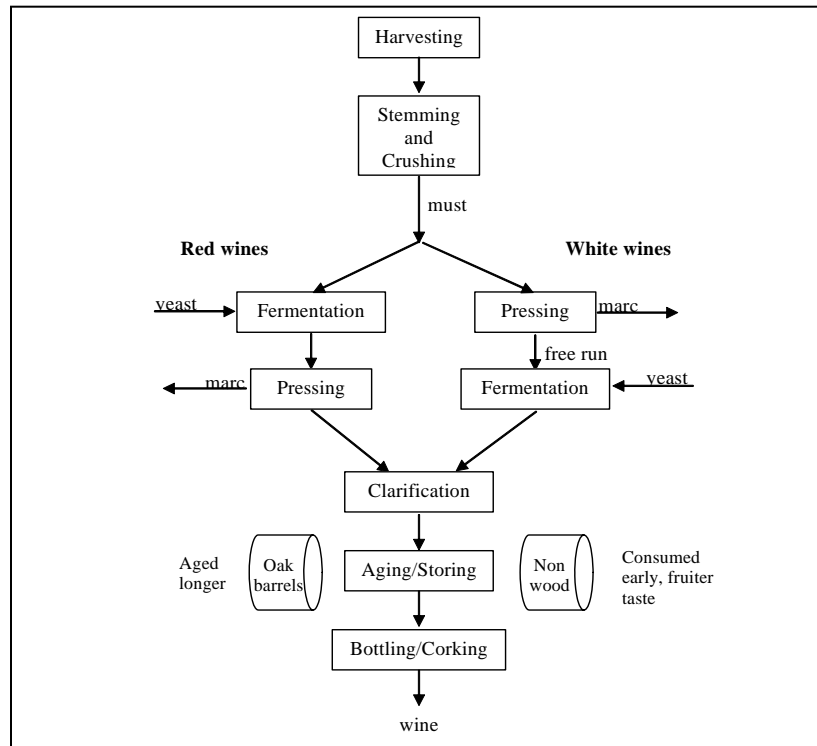 Harvesting
Stemming
and
Crushing
must
Red wines
White wines
yeast
Fermentation
Pressing
marc
free run
marc
Pressing
Fermentation
yeast
Clarification
Aged
longer
Oak
barrels
Aging/Storing
Non
wood
Consumed
early, fruiter
taste
Bottling/Corking
wine